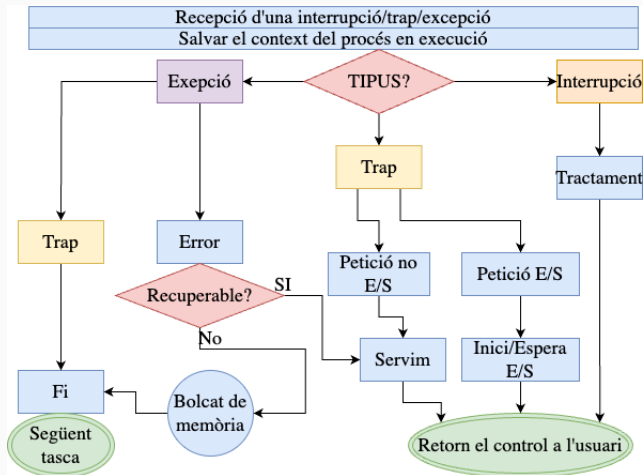 Recepció d'una interrupció/trap/excepció
Salvar el context del procés en execució
Exepció
TIPUS?
Interrupció
Trap
Tractament
Trap
Error
Petició no
E/S
Petició E/S
Recuperable?
SI
No
Servim
Inici/Espera
E/S
Fi
Bolcat de
memòria
Següent
tasca
Retorn el control a l'usuari